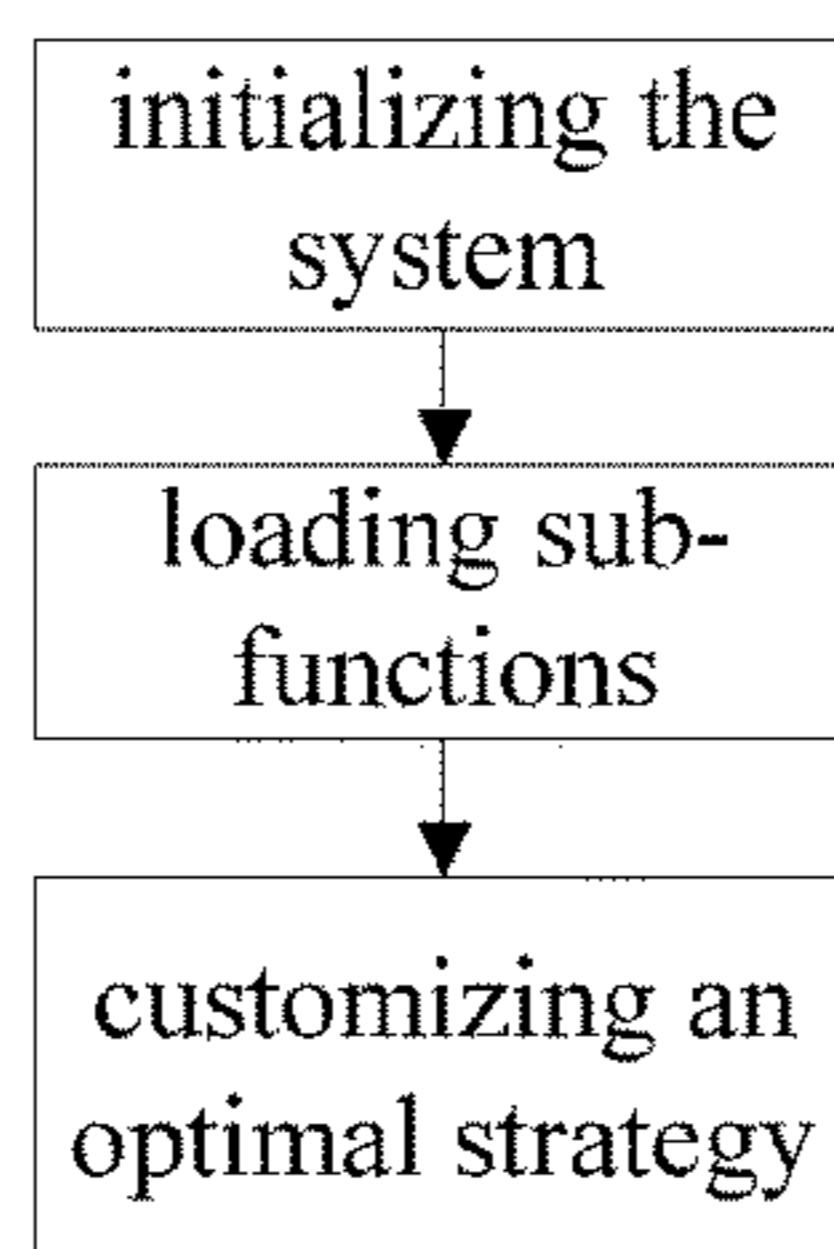 initializing the
system
loading sub-
functions
customizing an
optimal strategy